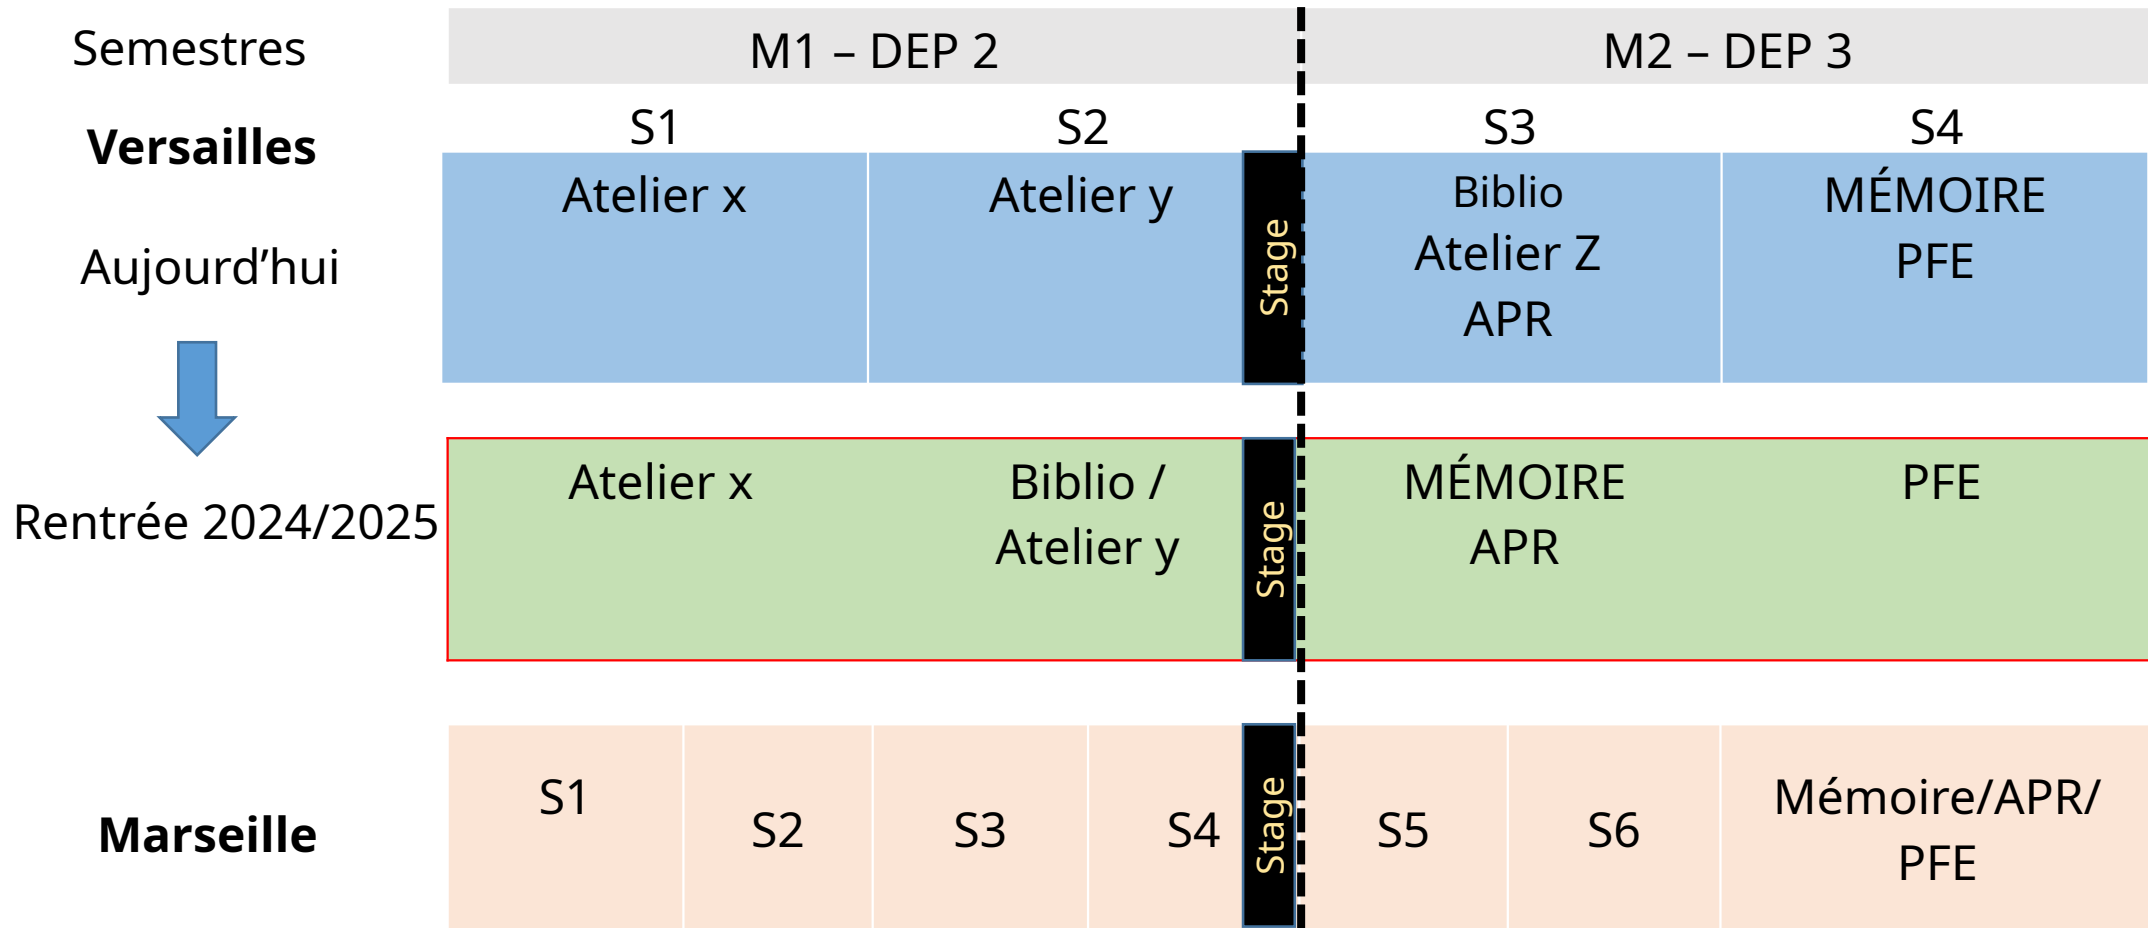 Semestres
M1 – DEP 2
M2 – DEP 3
Versailles
S1
S2
S3
S4
Aujourd’hui
Atelier x
Atelier y
Stage
Biblio
Atelier Z
APR
MÉMOIRE
PFE
Rentrée 2024/2025
Atelier x
Biblio /
Atelier y
Stage
MÉMOIRE
APR
PFE
Marseille
S1
S2
S3
S4
Stage
S5
S6
Mémoire/APR/
PFE